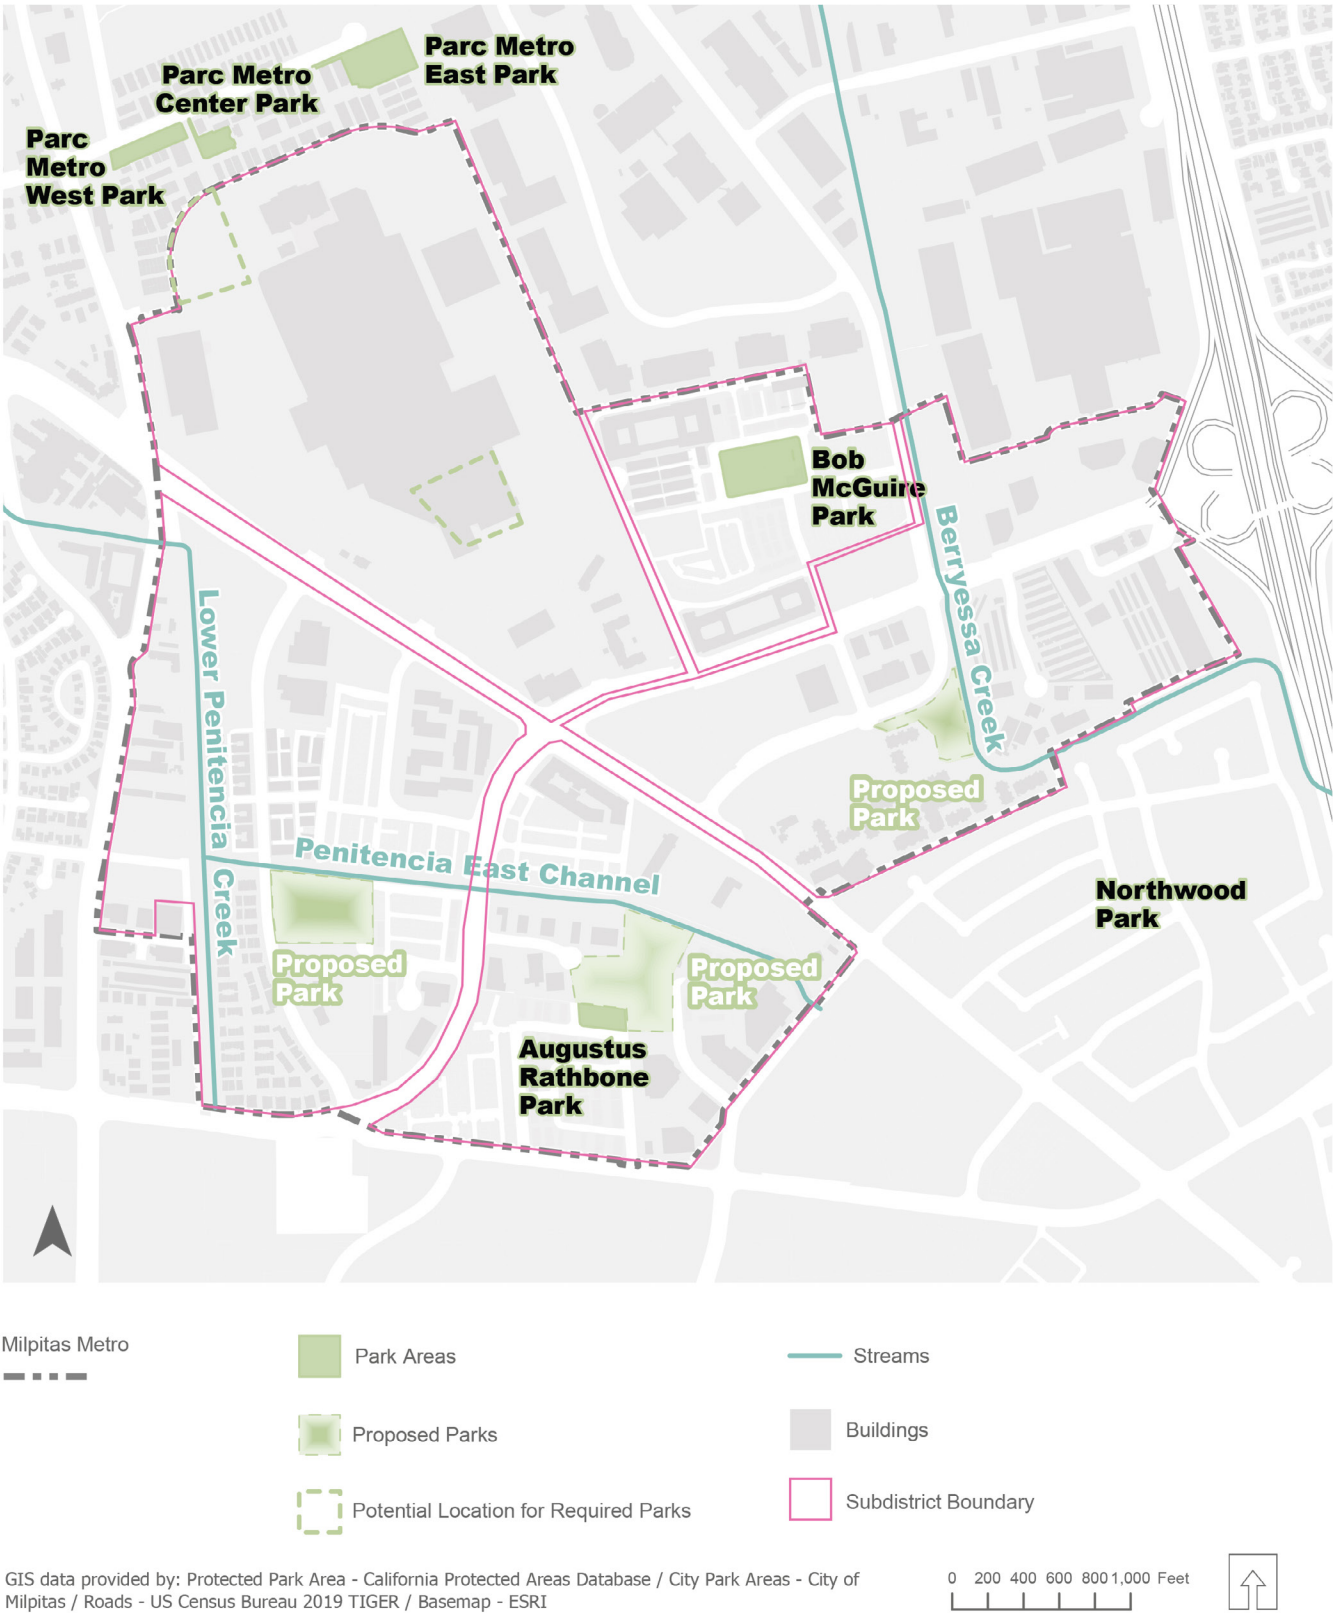 Parc Metro
East Park
Parc Metro
Center Park
Parc
Metro
West Park
Bob
McGuire
Park
Berryessa Creek
Lower Penitencia Creek
Proposed
Park
Penitencia East Channel
Northwood
Park
Proposed
Park
Proposed
Park
Augustus
Rathbone
Park
Milpitas Metro
Park Areas
Proposed Parks
Potential Location for Required Parks
Streams
Buildings
Subdistrict Boundary
GIS data provided by: Protected Park Area - California Protected Areas Database / City Park Areas - City of
Milpitas / Roads - US Census Bureau 2019 TIGER / Basemap - ESRI
0 200 400 600 800 1,000 Feet